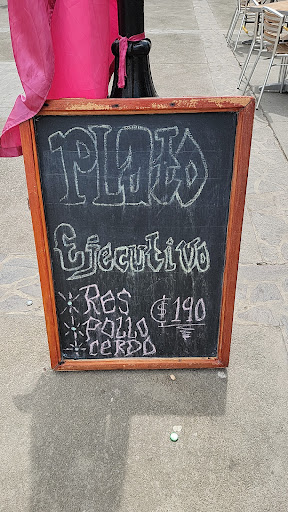 Plato
Ejecutivo
Res
Pollo $190
Cerdo